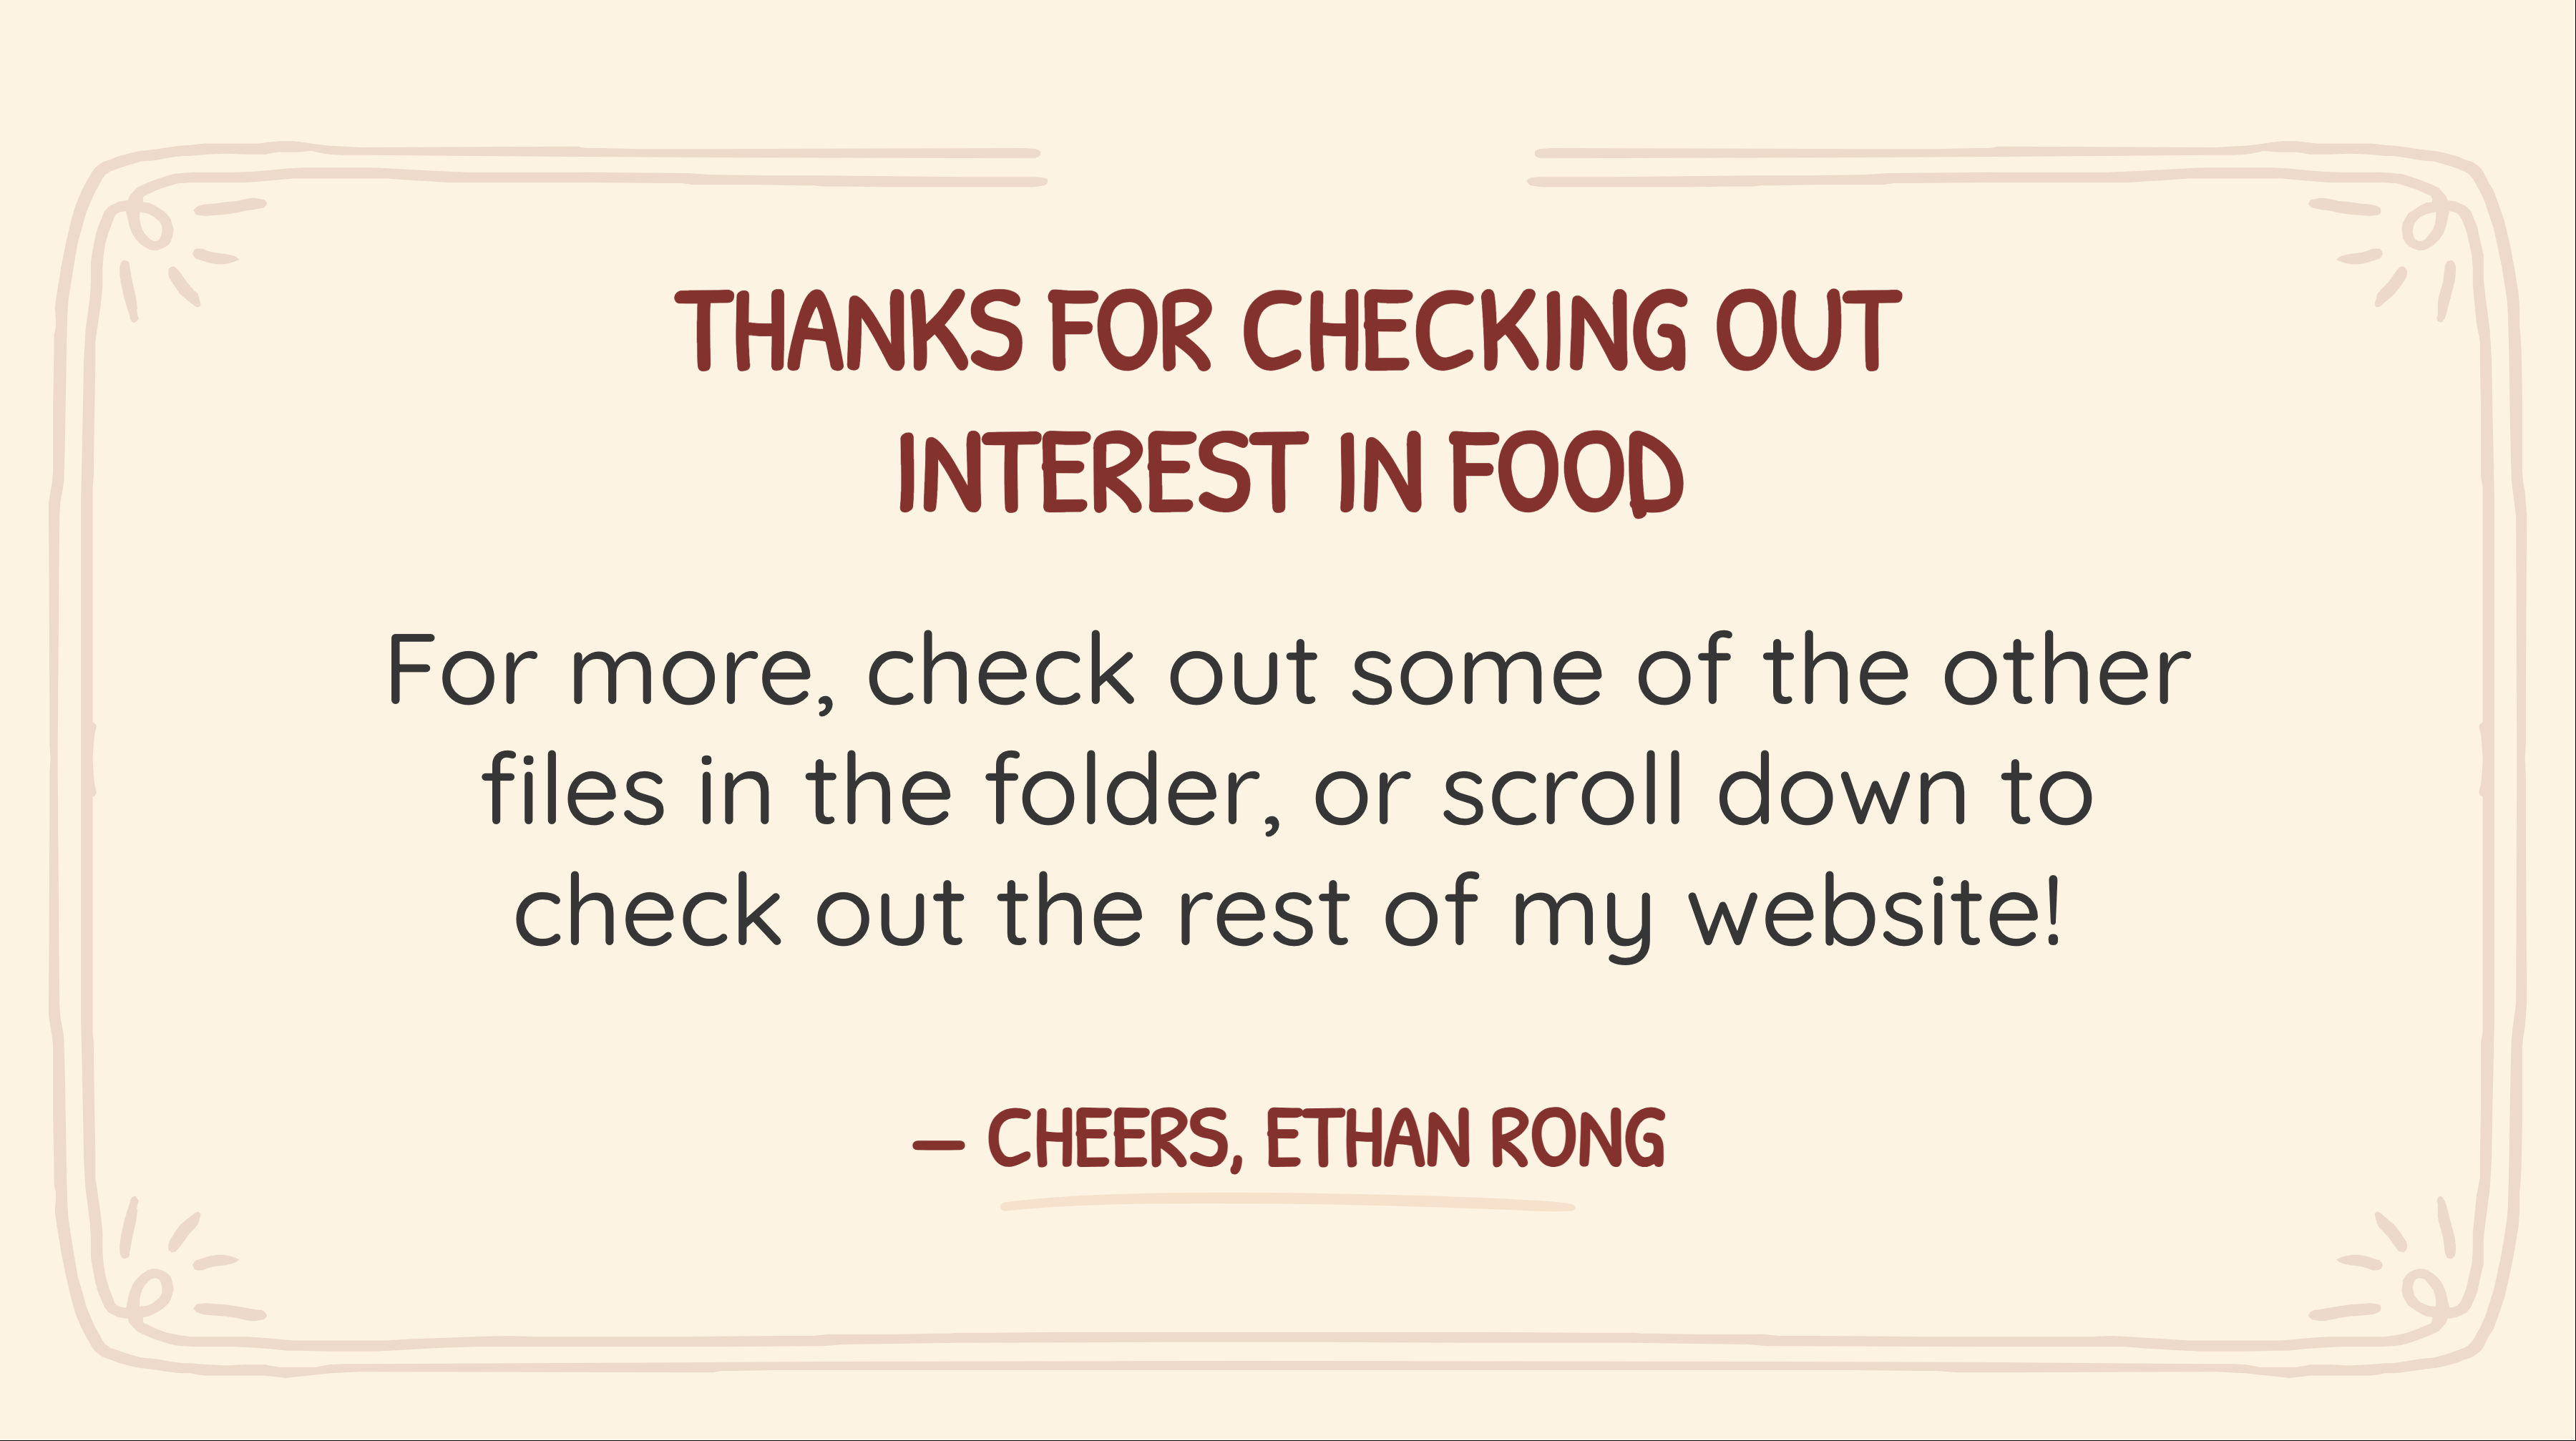 THANKS FOR CHECKING OUT
INTEREST IN FOOD
For more, check out some of the other
files in the folder, or scroll down to
check out the rest of my website!
– CHEERS, ETHAN RONG